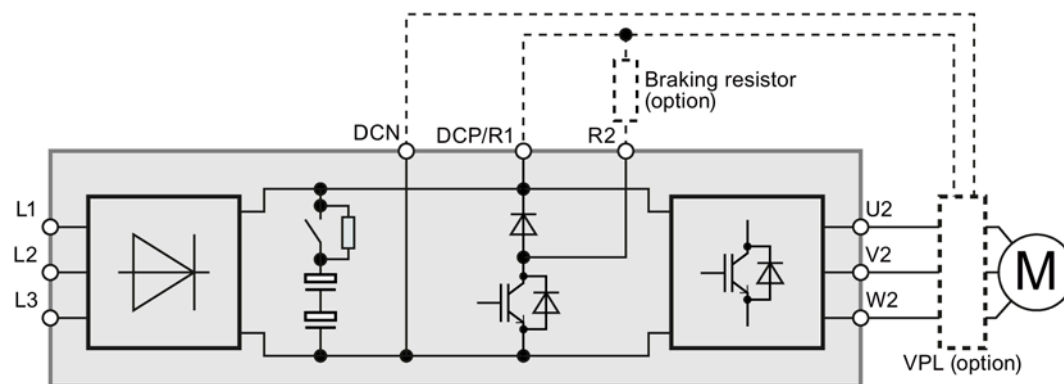 Braking resistor
(option)
DCN
DCP/R1
R2
L1
L2
L3
U2
V2
W2
M
VPL (option)